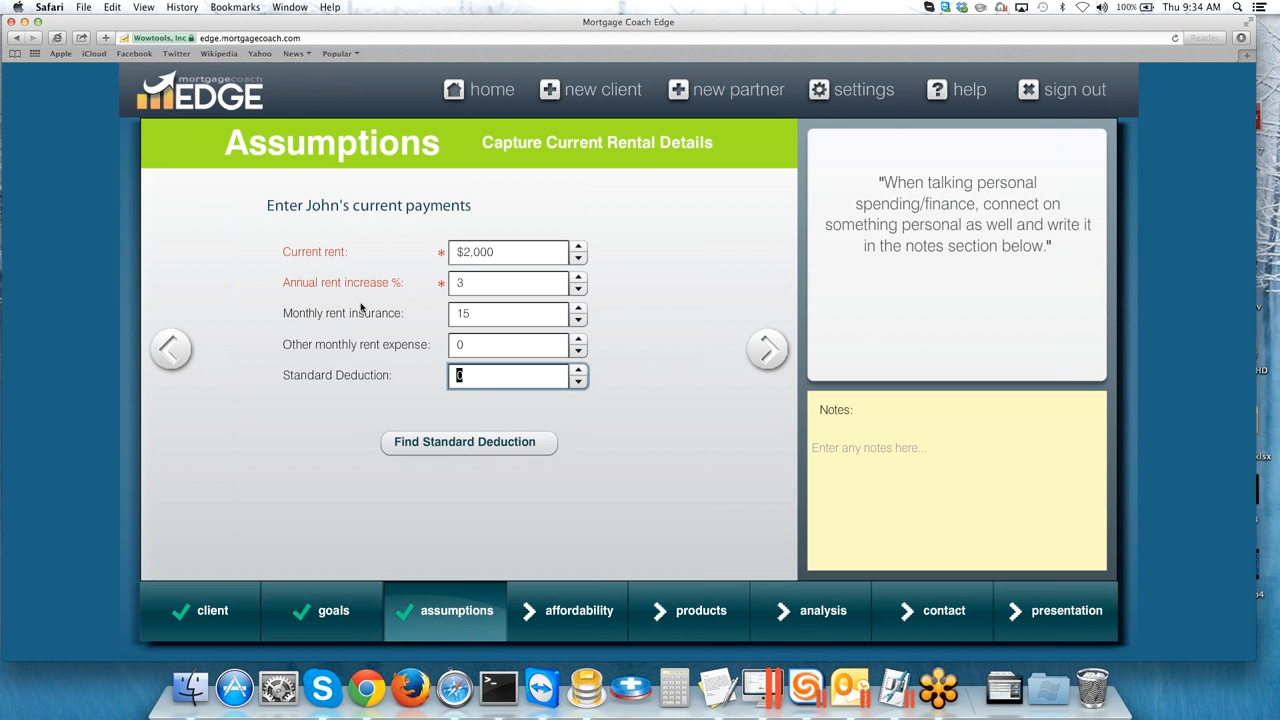 Safari File Edit View History Bookmarks Window Help
100% Thu 9:34 AM
Mortgage Coach Edge
Wowtools, Inc edge.mortgagecoach.com
Reader
Apple iCloud Facebook Twitter Wikipedia Yahoo News Popular
mortgagecoach
EDGE
home new client new partner settings help sign out
Assumptions Capture Current Rental Details
Enter John's current payments
Current rent: * $2,000
Annual rent increase %: * 3
Monthly rent insurance: 15
Other monthly rent expense: 0
Standard Deduction: 0
Find Standard Deduction
"When talking personal
spending/finance, connect on
something personal as well and write it
in the notes section below."
Notes:
Enter any notes here...
client goals assumptions affordability products analysis contact presentation